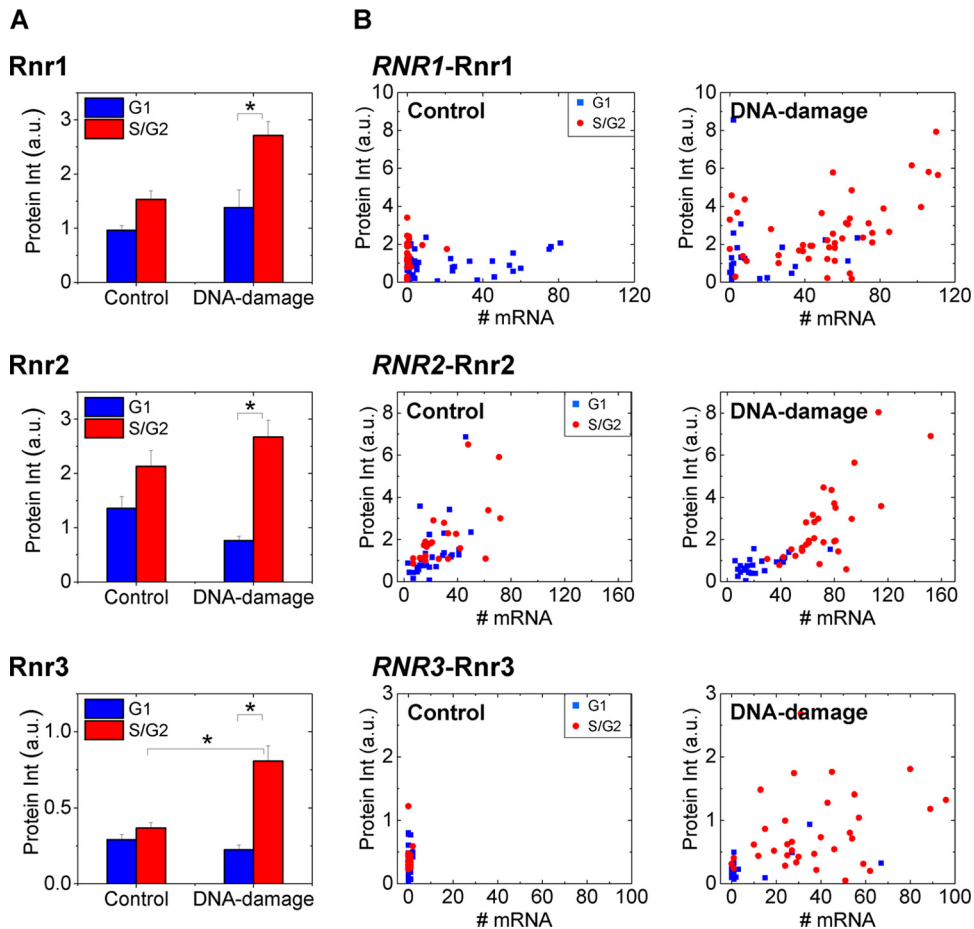 A
B
Rnr1
RNR1-Rnr1
G1
S/G2
*
Protein Int (a.u.)
0
1
2
3
Control
DNA-damage
Control
G1
S/G2
Protein Int (a.u.)
0
2
4
6
8
10
0
40
80
120
# mRNA
DNA-damage
Protein Int (a.u.)
0
2
4
6
8
10
0
40
80
120
# mRNA
Rnr2
RNR2-Rnr2
G1
S/G2
*
Protein Int (a.u.)
0
1
2
3
Control
DNA-damage
Control
G1
S/G2
Protein Int (a.u.)
0
2
4
6
8
0
40
80
120
160
# mRNA
DNA-damage
Protein Int (a.u.)
0
2
4
6
8
0
40
80
120
160
# mRNA
Rnr3
RNR3-Rnr3
G1
S/G2
*
*
Protein Int (a.u.)
0.0
0.5
1.0
Control
DNA-damage
Control
G1
S/G2
Protein Int (a.u.)
0
1
2
3
0
20
40
60
80
100
# mRNA
DNA-damage
Protein Int (a.u.)
0
1
2
3
0
20
40
60
80
100
# mRNA